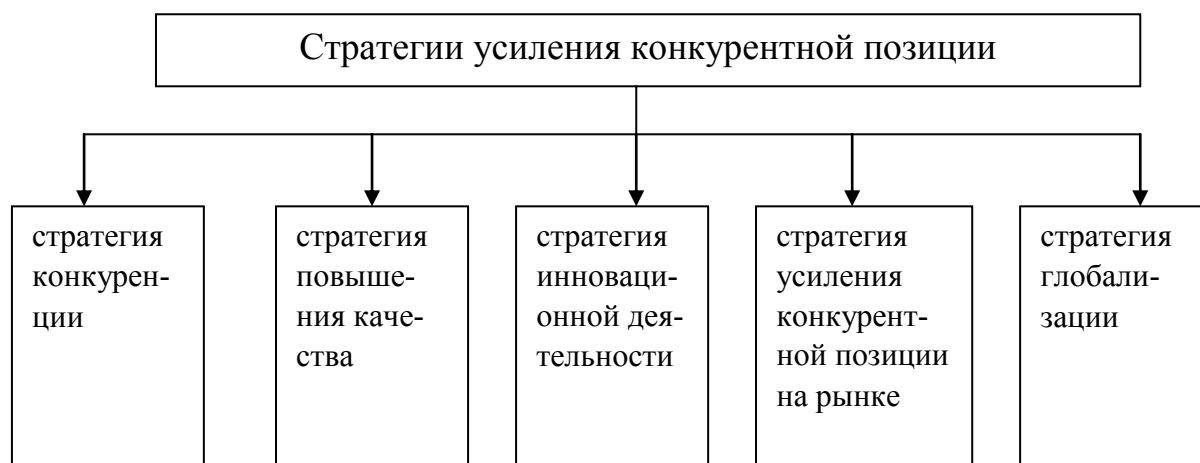 Стратегии усиления конкурентной позиции
стратегия
конкурен-
ции
стратегия
повыше-
ния каче-
ства
стратегия
инноваци-
онной дея-
тельности
стратегия
усиления
конкурент-
ной позиции
на рынке
стратегия
глобали-
зации